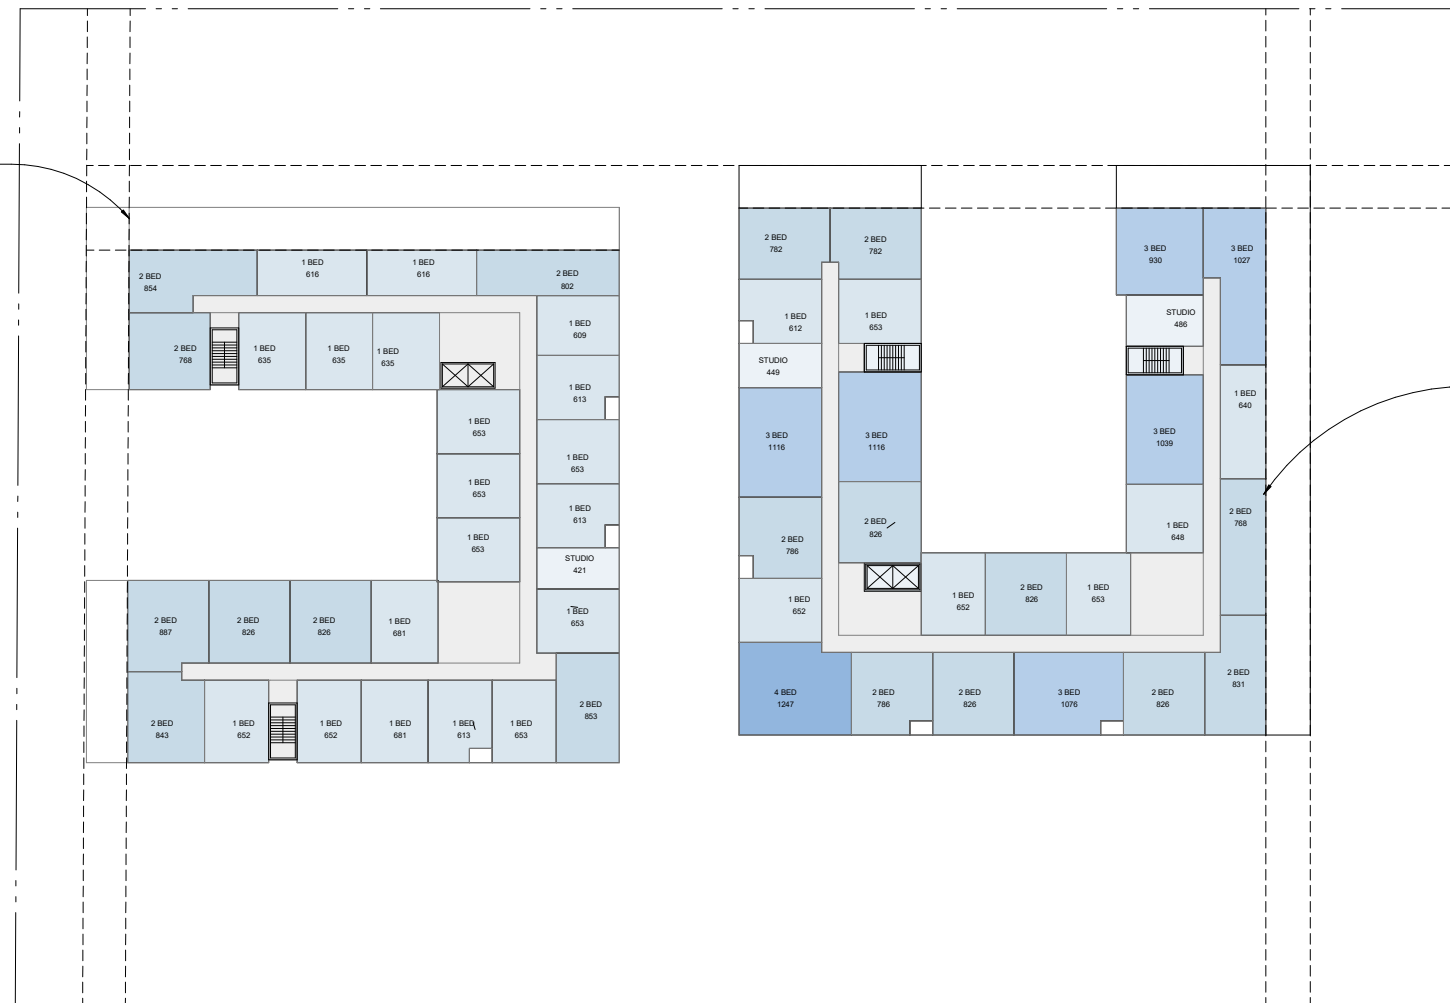 2 BED
854
1 BED
616
1 BED
616
2 BED
802
2 BED
768
1 BED
635
1 BED
635
1 BED
635
1 BED
609
1 BED
613
1 BED
653
1 BED
653
1 BED
653
1 BED
613
1 BED
653
STUDIO
421
1 BED
653
2 BED
887
2 BED
826
2 BED
826
1 BED
681
2 BED
843
1 BED
652
1 BED
652
1 BED
681
1 BED
613
1 BED
653
2 BED
853
2 BED
782
2 BED
782
1 BED
612
1 BED
653
STUDIO
449
3 BED
1116
3 BED
1116
2 BED
786
2 BED
826
1 BED
652
4 BED
1247
2 BED
786
2 BED
826
3 BED
1076
2 BED
826
2 BED
831
1 BED
652
2 BED
826
1 BED
653
3 BED
930
3 BED
1027
STUDIO
486
1 BED
640
3 BED
1039
2 BED
768
1 BED
648